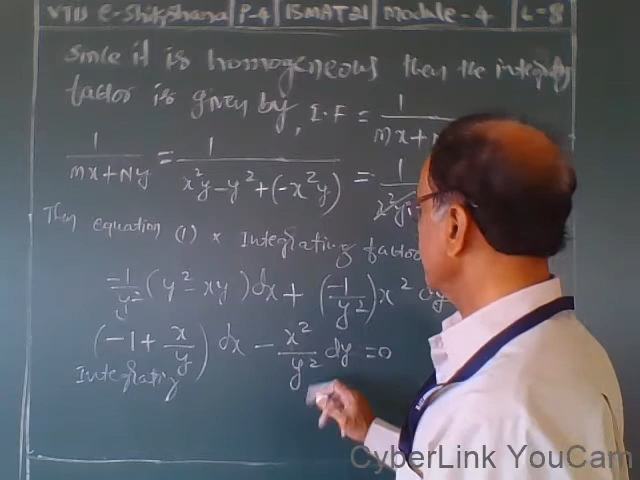 VTU e-Shikshana | P-4 | 15MAT21 | Module-4 | L-8
Since it is homogeneous then the integrating
factor is given by, I.F = 1/(Mx+
1/(Mx+Ny) = 1/(x²y-y²+(-x²y)) = 1/
Then equation (1) × Integrating factor
-1/y² (y²-xy) dx + (-1/y²) x² dy
(-1 + x/y) dx - x²/y² dy = 0
Integrating
CyberLink YouCam